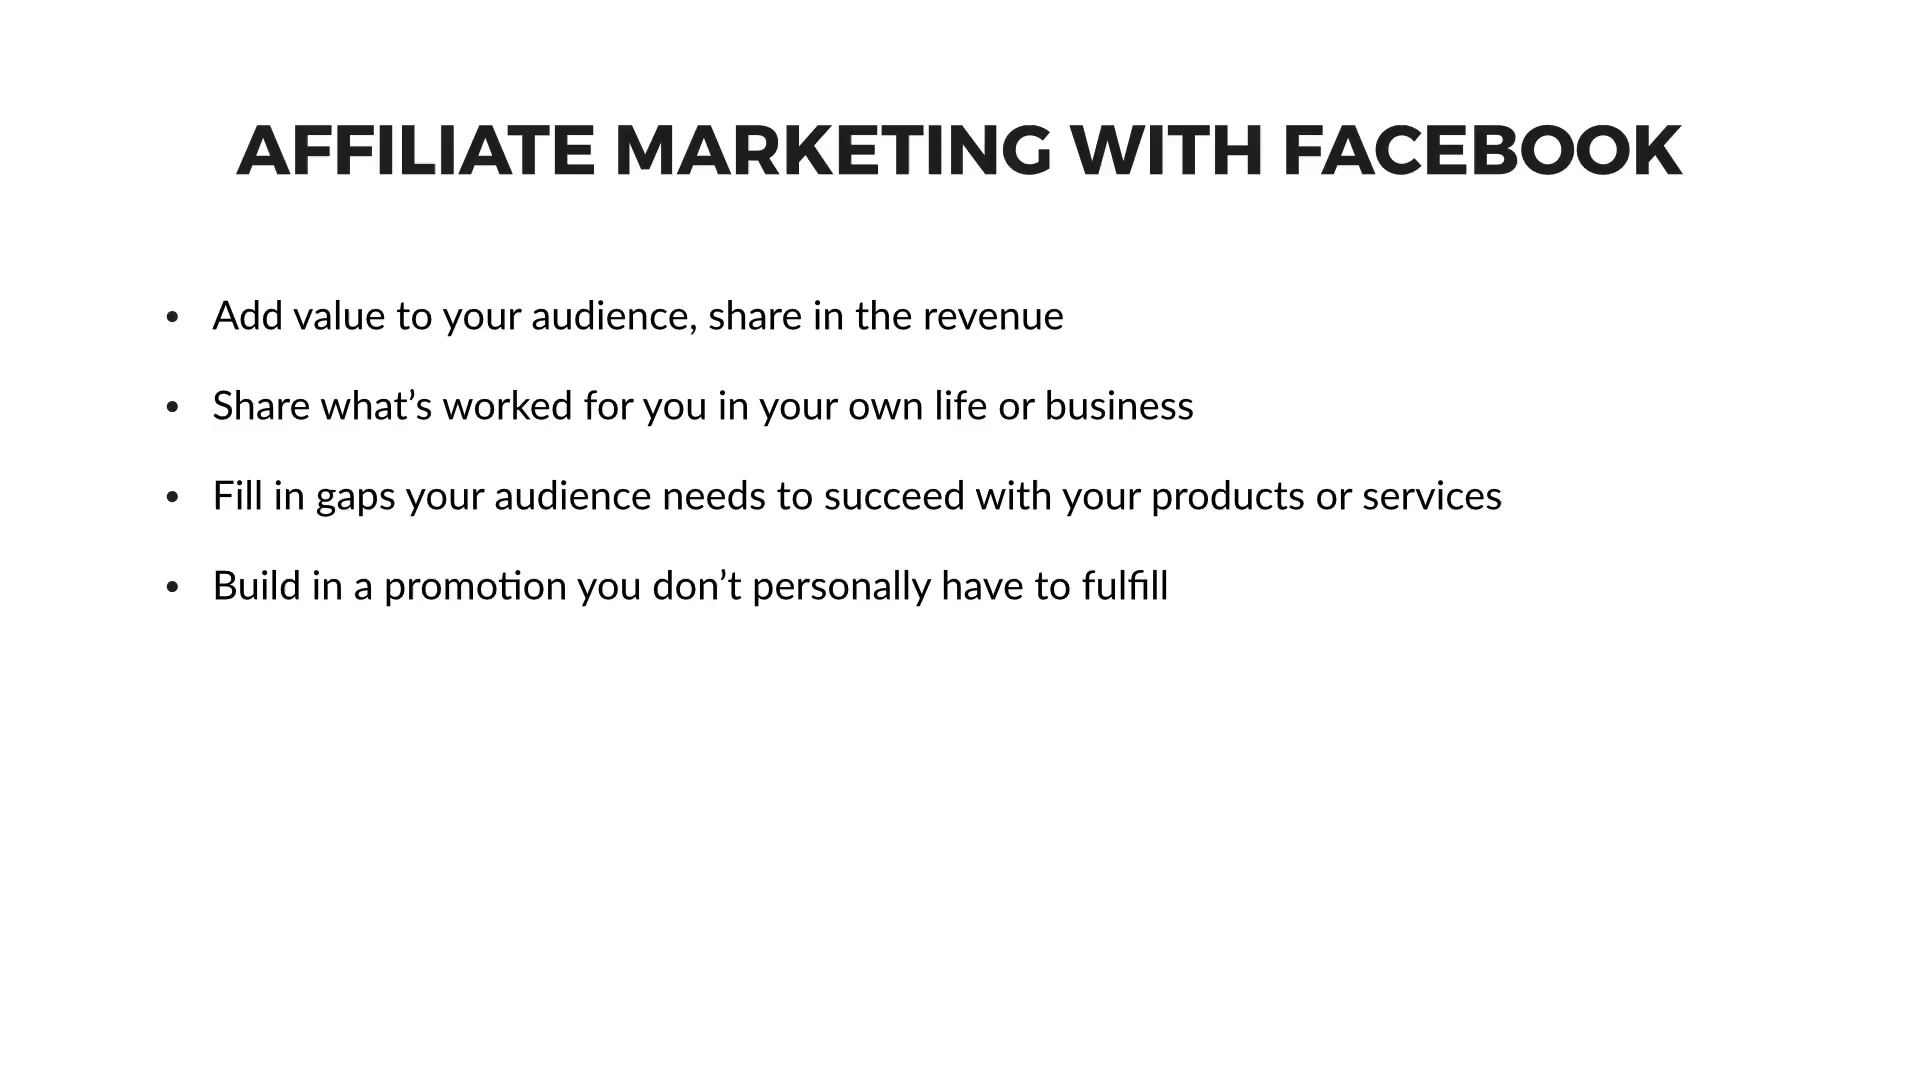 AFFILIATE MARKETING WITH FACEBOOK
• Add value to your audience, share in the revenue
• Share what’s worked for you in your own life or business
• Fill in gaps your audience needs to succeed with your products or services
• Build in a promotion you don’t personally have to fulfill